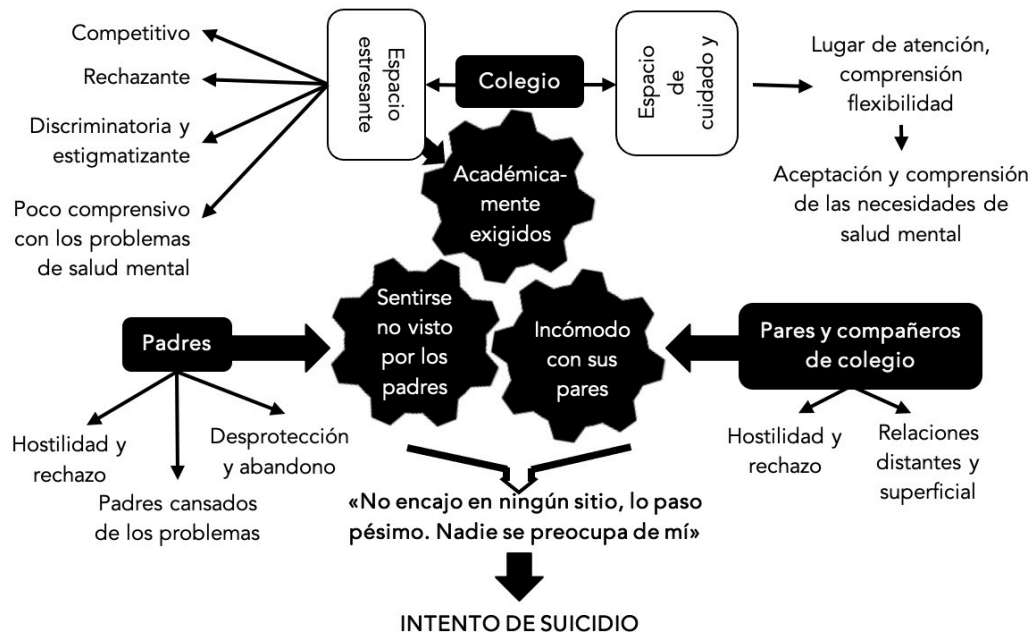 Competitivo
Rechazante
Discriminatoria y
estigmatizante
Poco comprensivo
con los problemas
de salud mental
Espacio
estresante
Colegio
Espacio
de
cuidado y
Lugar de atención,
comprensión
flexibilidad
Aceptación y comprensión
de las necesidades de
salud mental
Académica-
mente
exigidos
Sentirse
no visto
por los
padres
Incómodo
con sus
pares
Padres
Hostilidad y
rechazo
Padres cansados
de los problemas
Desprotección
y abandono
Pares y compañeros
de colegio
Hostilidad y
rechazo
Relaciones
distantes y
superficial
«No encajo en ningún sitio, lo paso
pésimo. Nadie se preocupa de mí»
INTENTO DE SUICIDIO